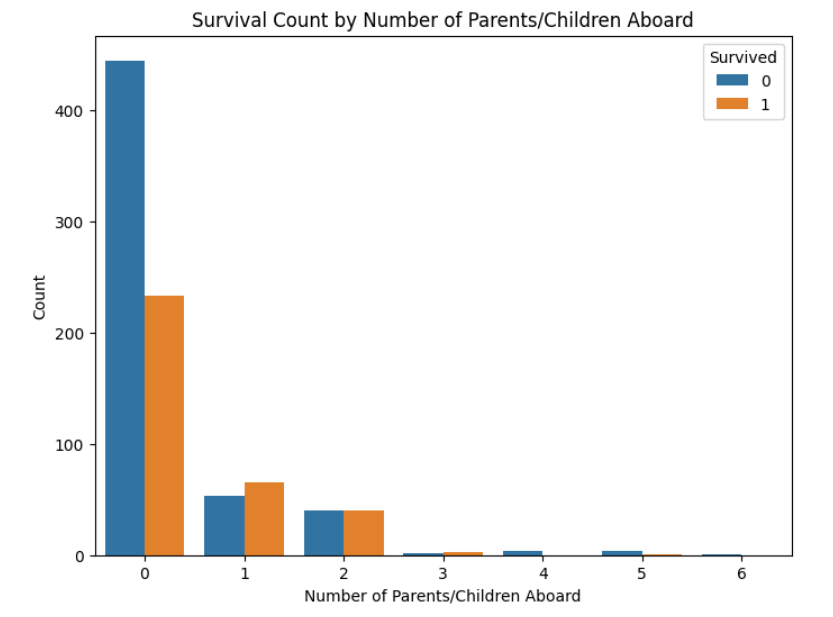 Survival Count by Number of Parents/Children Aboard
Survived
0
1
400
300
200
100
0
Count
0 1 2 3 4 5 6
Number of Parents/Children Aboard